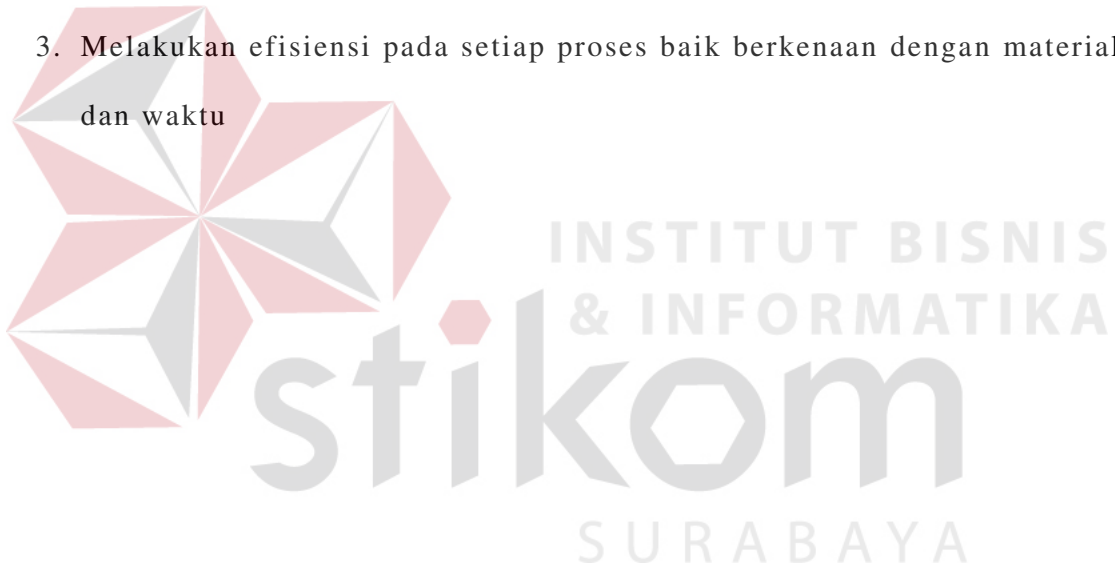 3. Melakukan efisiensi pada setiap proses baik berkenaan dengan material
dan waktu
INSTITUT BISNIS
& INFORMATIKA
stikom
SURABAYA